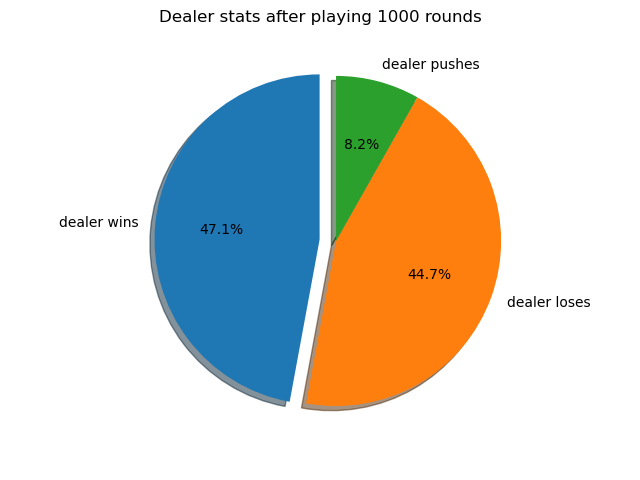 Dealer stats after playing 1000 rounds
dealer pushes
8.2%
dealer wins
47.1%
44.7%
dealer loses